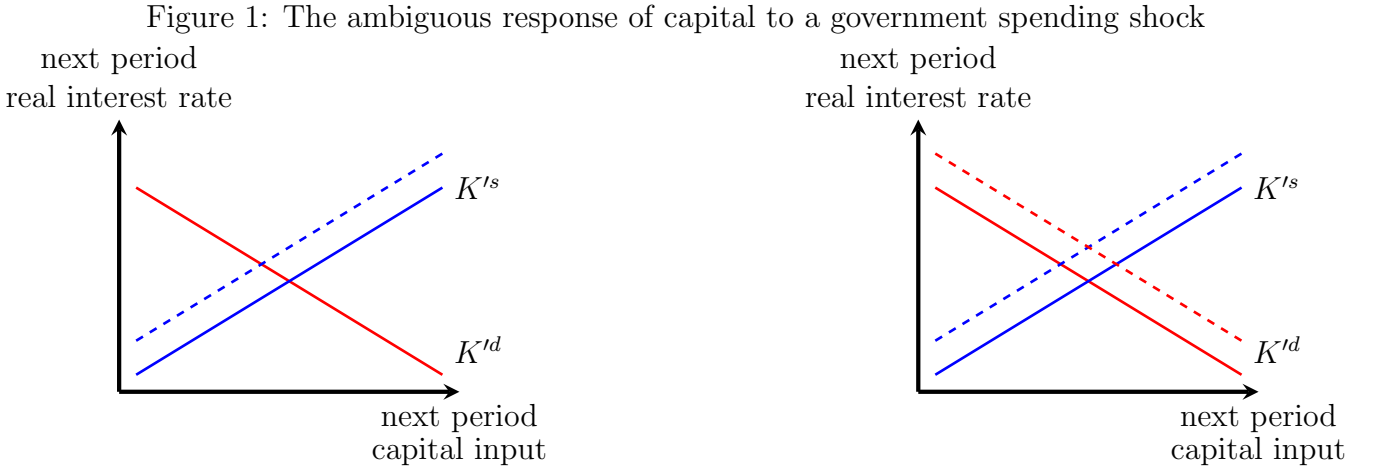 Figure 1: The ambiguous response of capital to a government spending shock
next period
real interest rate
K′ˢ
K′ᵈ
next period
capital input
next period
real interest rate
K′ˢ
K′ᵈ
next period
capital input